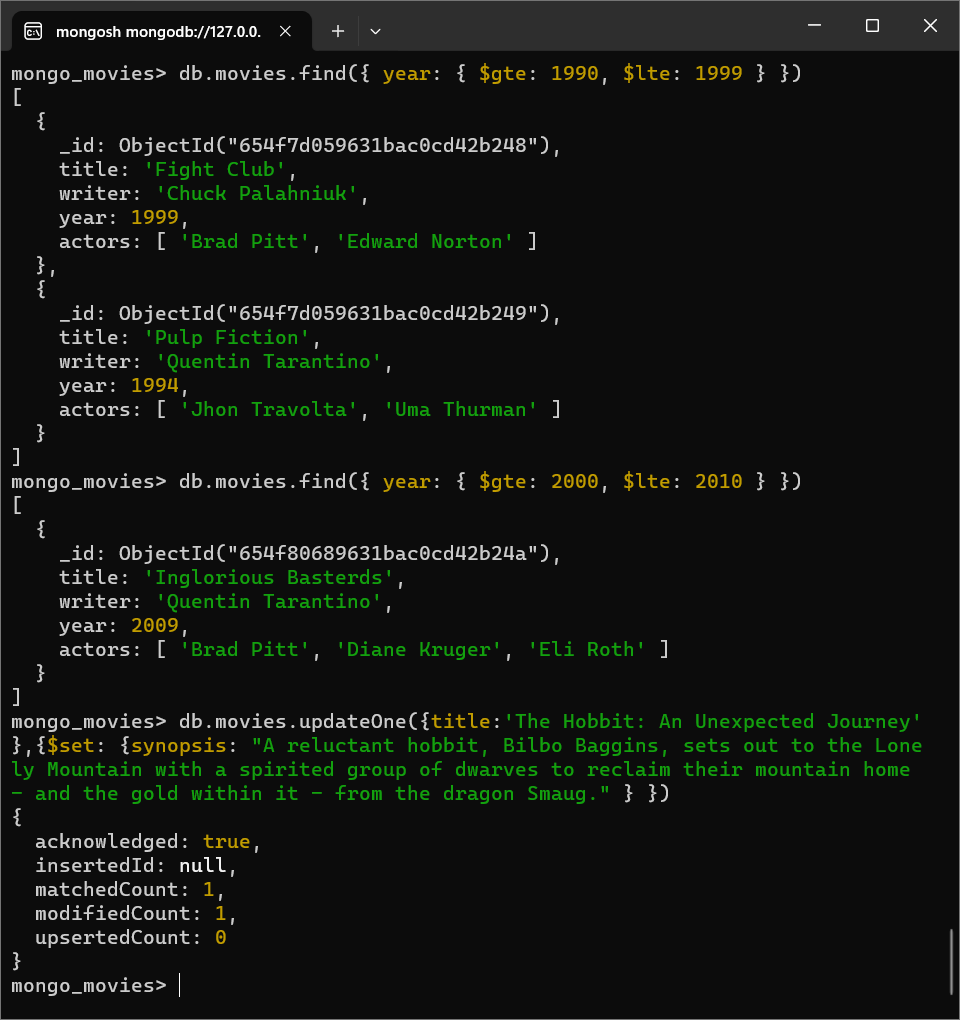 mongosh mongodb://127.0.0.
mongo_movies> db.movies.find({ year: { $gte: 1990, $lte: 1999 } })
[
  {
    _id: ObjectId("654f7d059631bac0cd42b248"),
    title: 'Fight Club',
    writer: 'Chuck Palahniuk',
    year: 1999,
    actors: [ 'Brad Pitt', 'Edward Norton' ]
  },
  {
    _id: ObjectId("654f7d059631bac0cd42b249"),
    title: 'Pulp Fiction',
    writer: 'Quentin Tarantino',
    year: 1994,
    actors: [ 'Jhon Travolta', 'Uma Thurman' ]
  }
]
mongo_movies> db.movies.find({ year: { $gte: 2000, $lte: 2010 } })
[
  {
    _id: ObjectId("654f80689631bac0cd42b24a"),
    title: 'Inglorious Basterds',
    writer: 'Quentin Tarantino',
    year: 2009,
    actors: [ 'Brad Pitt', 'Diane Kruger', 'Eli Roth' ]
  }
]
mongo_movies> db.movies.updateOne({title:'The Hobbit: An Unexpected Journey'
},{$set: {synopsis: "A reluctant hobbit, Bilbo Baggins, sets out to the Lone
ly Mountain with a spirited group of dwarves to reclaim their mountain home
- and the gold within it - from the dragon Smaug." } })
{
  acknowledged: true,
  insertedId: null,
  matchedCount: 1,
  modifiedCount: 1,
  upsertedCount: 0
}
mongo_movies>